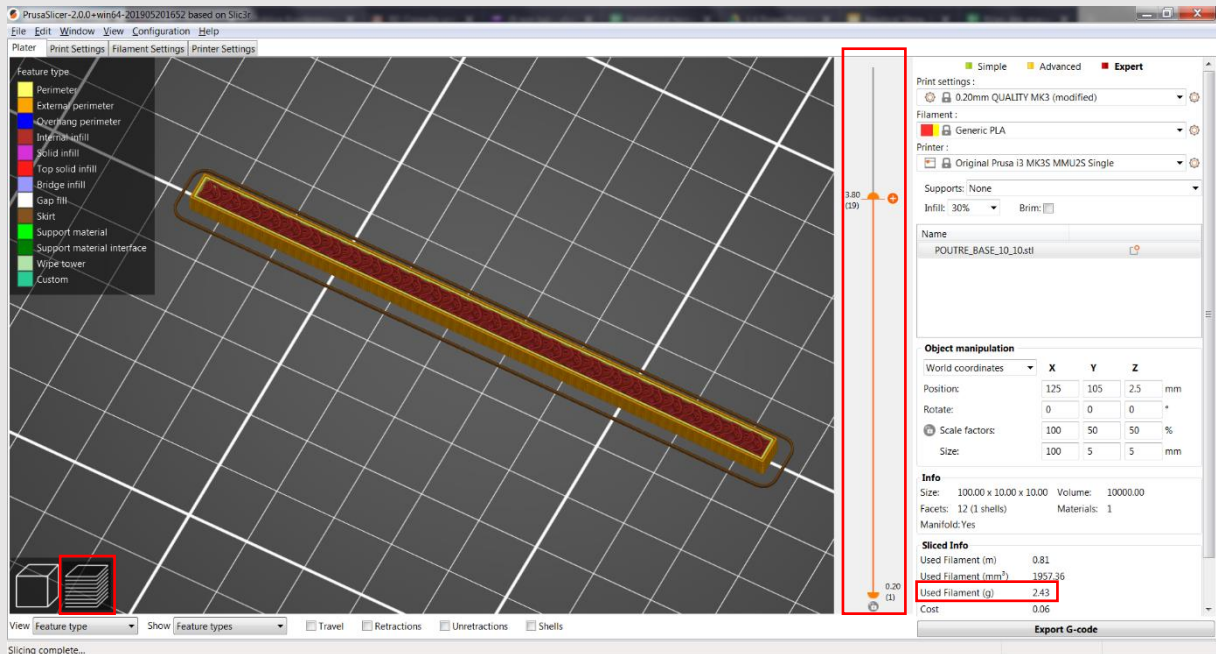 PrusaSlicer-2.0.0+win64-201905201652 based on Slic3r
File Edit Window View Configuration Help
Plater Print Settings Filament Settings Printer Settings
Feature type
Perimeter
External perimeter
Overhang perimeter
Internal infill
Solid infill
Top solid infill
Bridge infill
Gap fill
Skirt
Support material
Support material interface
Wipe tower
Custom
3.80
(19)
0.20
(1)
Simple Advanced Expert
Print settings :
0.20mm QUALITY MK3 (modified)
Filament :
Generic PLA
Printer :
Original Prusa i3 MK3S MMU2S Single
Supports: None
Infill: 30% Brim:
Name
POUTRE_BASE_10_10.stl
Object manipulation
World coordinates X Y Z
Position: 125 105 2.5 mm
Rotate: 0 0 0 °
Scale factors: 100 50 50 %
Size: 100 5 5 mm
Info
Size: 100.00 x 10.00 x 10.00 Volume: 10000.00
Facets: 12 (1 shells) Materials: 1
Manifold: Yes
Sliced Info
Used Filament (m) 0.81
Used Filament (mm³) 1957.36
Used Filament (g) 2.43
Cost 0.06
View Feature type Show Feature types Travel Retractions Unretractions Shells
Export G-code
Slicing complete...